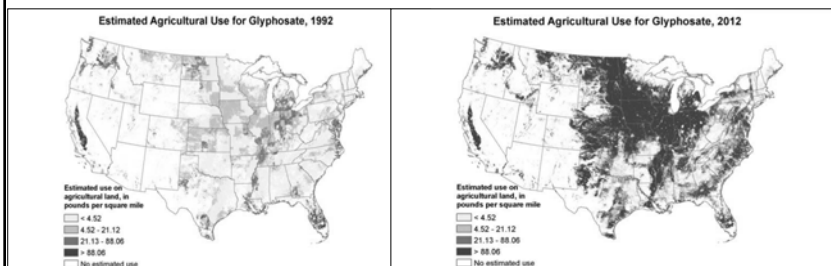 Estimated Agricultural Use for Glyphosate, 1992
Estimated use on
agricultural land, in
pounds per square mile
< 4.52
4.52 - 21.12
21.13 - 88.06
> 88.06
No estimated use
Estimated Agricultural Use for Glyphosate, 2012
Estimated use on
agricultural land, in
pounds per square mile
< 4.52
4.52 - 21.12
21.13 - 88.06
> 88.06
No estimated use